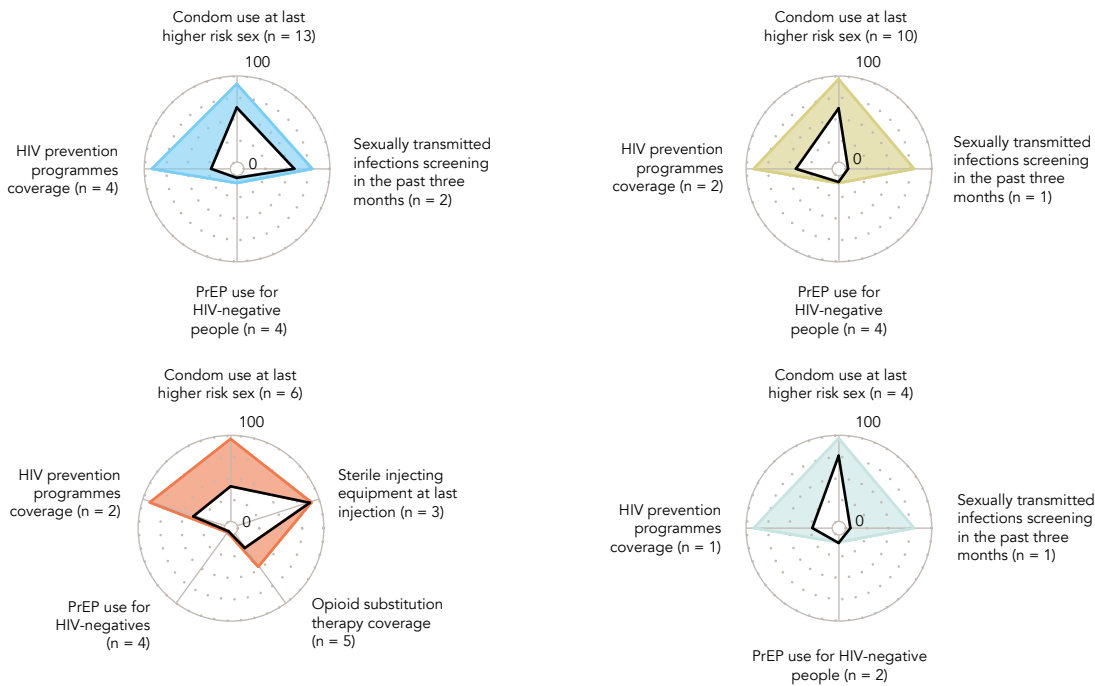 Condom use at last
higher risk sex (n = 13)
100
HIV prevention
programmes
coverage (n = 4)
0
Sexually transmitted
infections screening
in the past three
months (n = 2)
PrEP use for
HIV-negative
people (n = 4)
Condom use at last
higher risk sex (n = 10)
100
HIV prevention
programmes
coverage (n = 2)
0
Sexually transmitted
infections screening
in the past three
months (n = 1)
PrEP use for
HIV-negative
people (n = 4)
Condom use at last
higher risk sex (n = 6)
100
HIV prevention
programmes
coverage (n = 2)
0
Sterile injecting
equipment at last
injection (n = 3)
PrEP use for
HIV-negatives
(n = 4)
Opioid substitution
therapy coverage
(n = 5)
Condom use at last
higher risk sex (n = 4)
100
HIV prevention
programmes
coverage (n = 1)
0
Sexually transmitted
infections screening
in the past three
months (n = 1)
PrEP use for HIV-negative
people (n = 2)